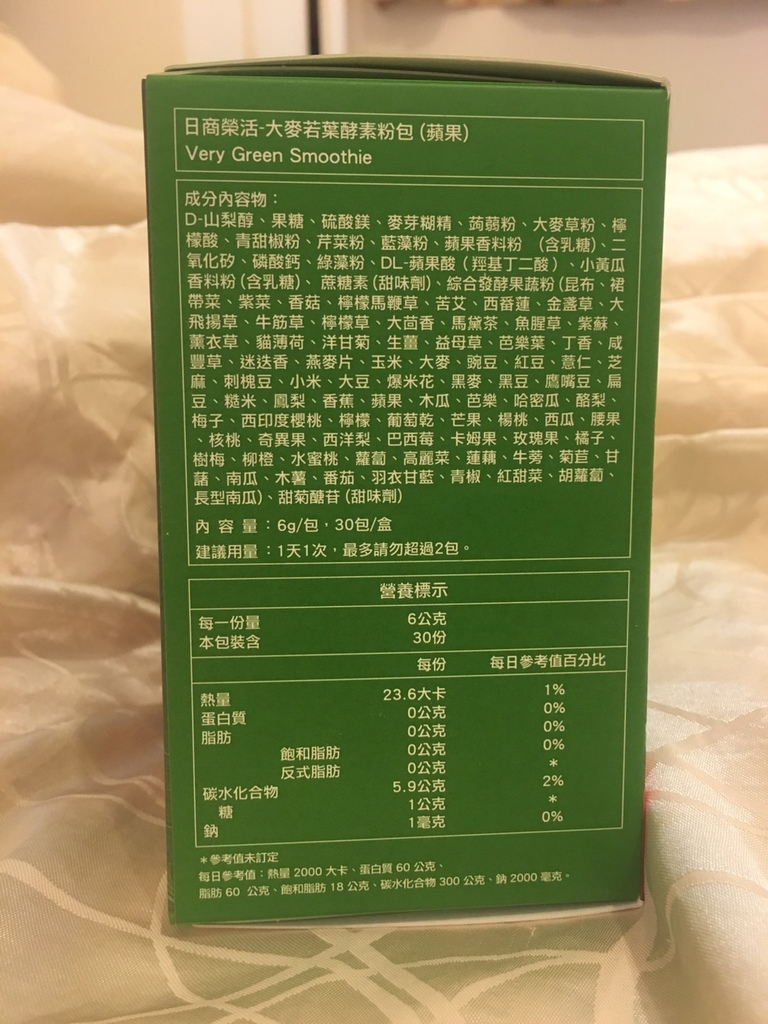 日商榮活-大麥若葉酵素粉包(蘋果)
Very Green Smoothie
成分內容物：
D-山梨醇、果糖、硫酸鎂、麥芽糊精、蒟蒻粉、大麥草粉、檸
檬酸、青甜椒粉、芹菜粉、藍藻粉、蘋果香料粉 (含乳糖)、二
氧化矽、磷酸鈣、綠藻粉、DL-蘋果酸(羥基丁二酸)、小黃瓜
香料粉(含乳糖)、蔗糖素(甜味劑)、綜合發酵果蔬粉(昆布、裙
帶菜、紫菜、香菇、檸檬馬鞭草、苦艾、西番蓮、金盞草、大
飛揚草、牛筋草、檸檬草、大茴香、馬黛茶、魚腥草、紫蘇、
薰衣草、貓薄荷、洋甘菊、生薑、益母草、芭樂葉、丁香、咸
豐草、迷迭香、燕麥片、玉米、大麥、豌豆、紅豆、薏仁、芝
麻、刺槐豆、小米、大豆、爆米花、黑麥、黑豆、鷹嘴豆、扁
豆、糙米、鳳梨、香蕉、蘋果、木瓜、芭樂、哈密瓜、酪梨、
梅子、西印度櫻桃、檸檬、葡萄乾、芒果、楊桃、西瓜、腰果
、核桃、奇異果、西洋梨、巴西莓、卡姆果、玫瑰果、橘子、
樹梅、柳橙、水蜜桃、蘿蔔、高麗菜、蓮藕、牛蒡、菊苣、甘
藷、南瓜、木薯、番茄、羽衣甘藍、青椒、紅甜菜、胡蘿蔔、
長型南瓜)、甜菊醣苷(甜味劑)
內 容 量：6g/包，30包/盒
建議用量：1天1次，最多請勿超過2包。
營養標示
每一份量 6公克
本包裝含 30份
每份 每日參考值百分比
熱量 23.6大卡 1%
蛋白質 0公克 0%
脂肪 0公克 0%
飽和脂肪 0公克 0%
反式脂肪 0公克 *
碳水化合物 5.9公克 2%
糖 1公克 *
鈉 1毫克 0%
*參考值未訂定
每日參考值：熱量 2000 大卡、蛋白質 60 公克、
脂肪 60 公克、飽和脂肪 18 公克、碳水化合物 300 公克、鈉 2000 毫克。